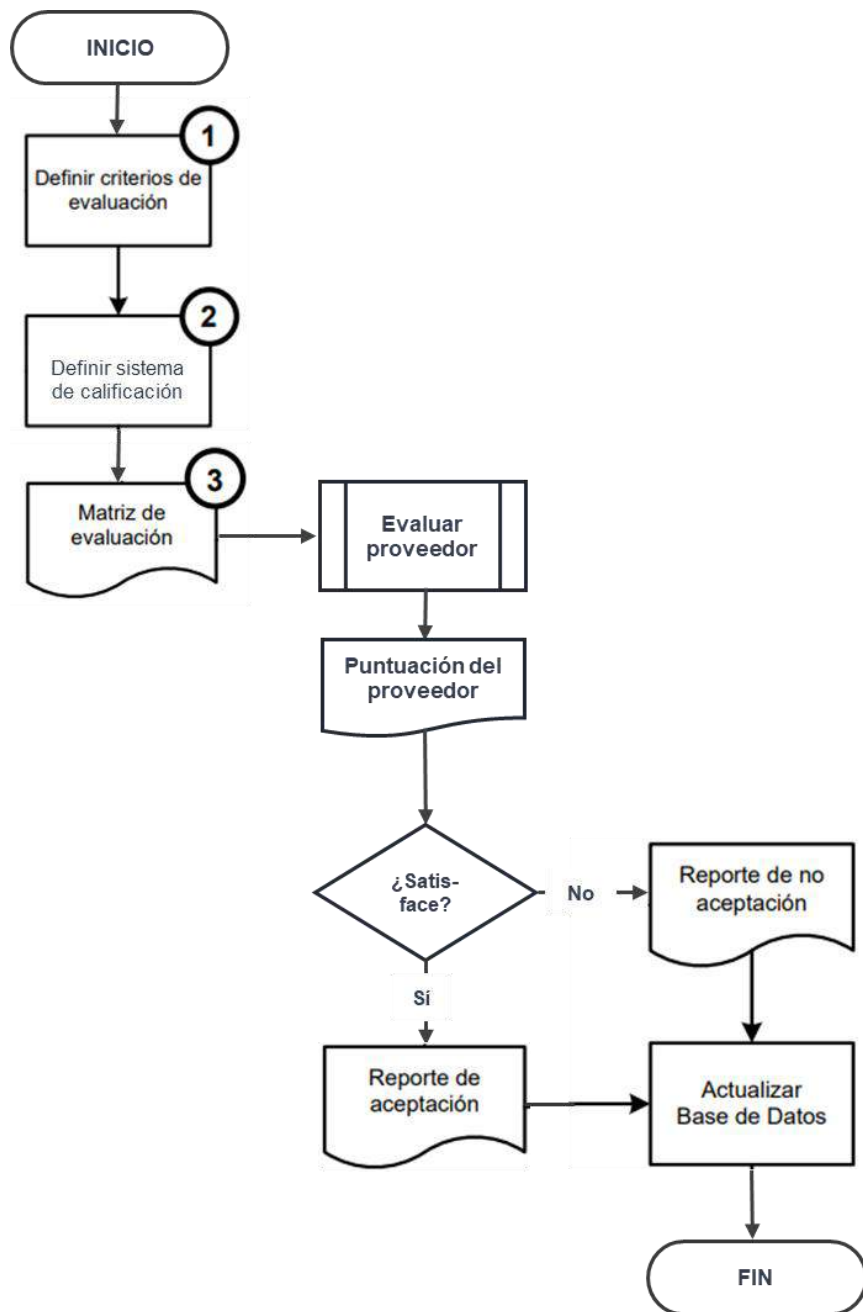 INICIO
1
Definir criterios de
evaluación
2
Definir sistema
de calificación
3
Matriz de
evaluación
Evaluar
proveedor
Puntuación del
proveedor
¿Satis-
face?
No
Reporte de no
aceptación
Sí
Reporte de
aceptación
Actualizar
Base de Datos
FIN